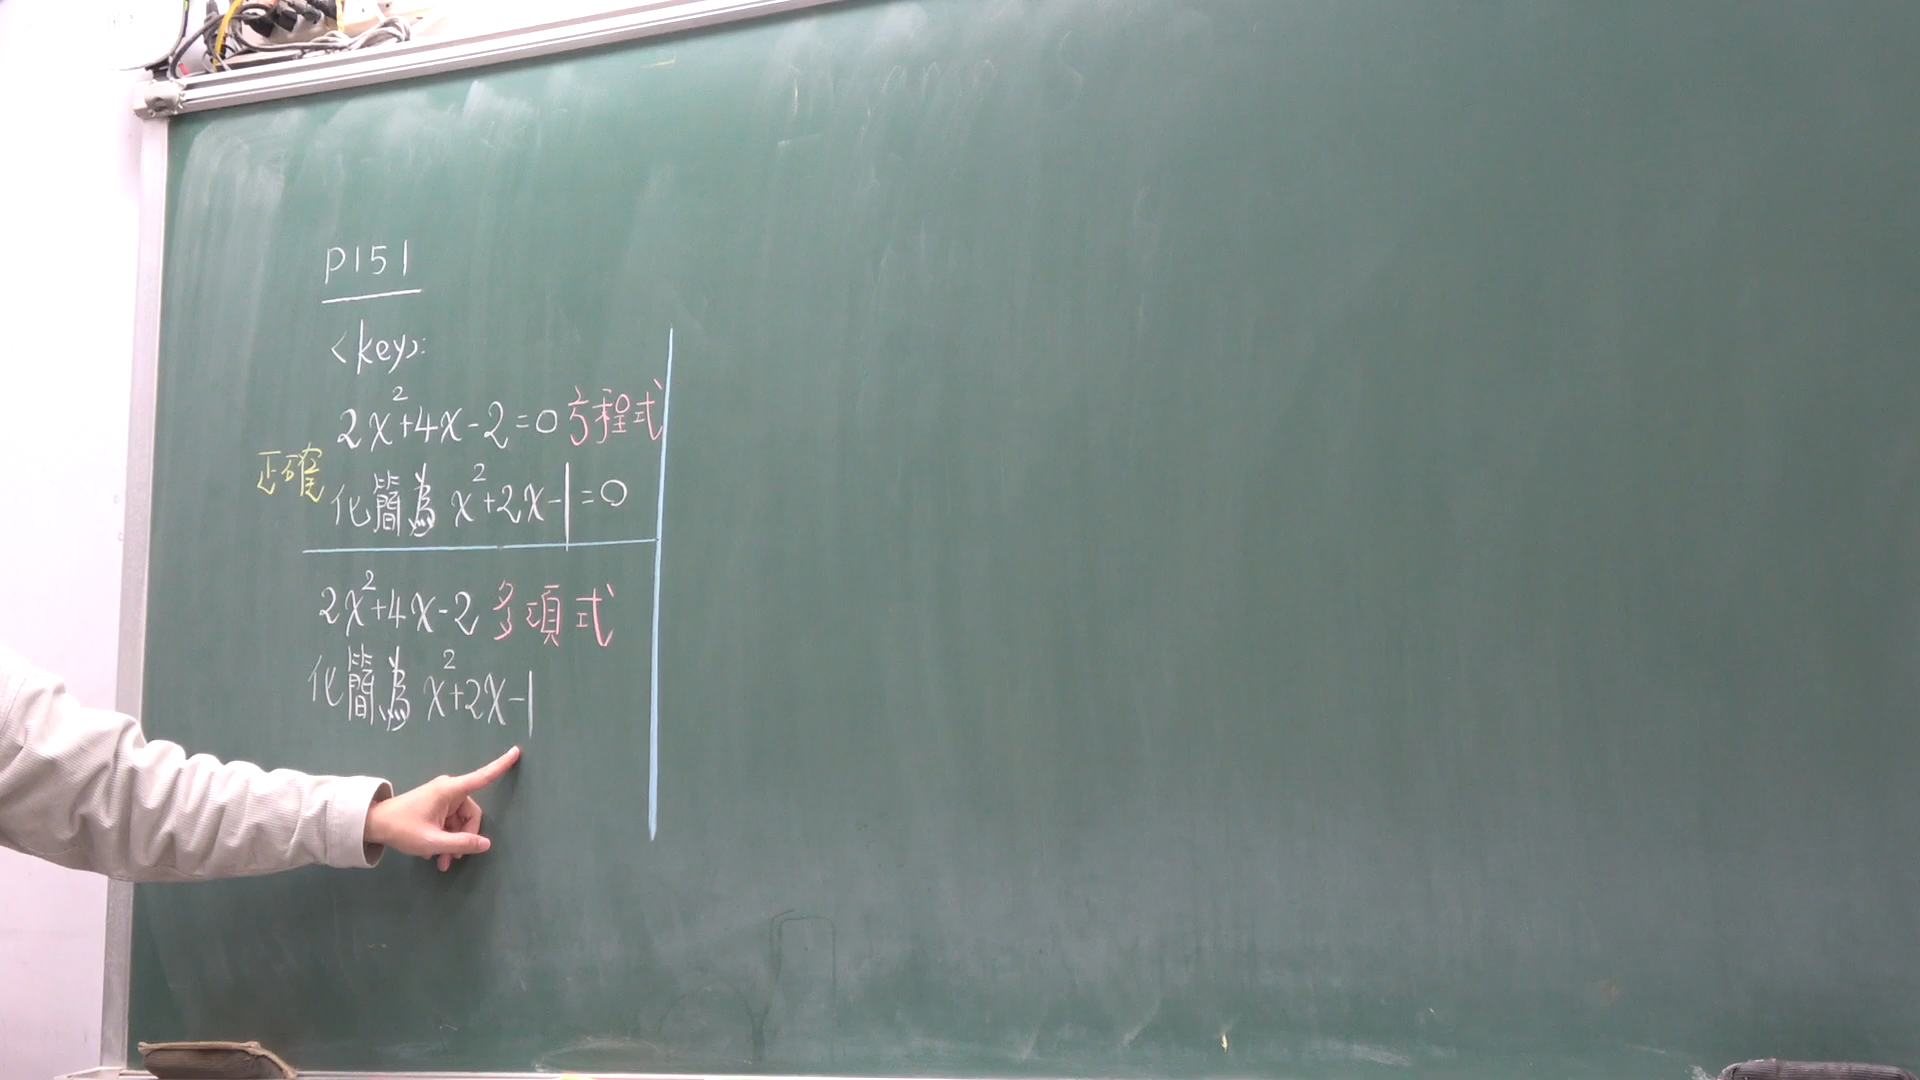 P151
<key>:
2x²+4x-2=0 方程式
正確
化簡為 x²+2x-1=0
2x²+4x-2 多項式
化簡為 x²+2x-1